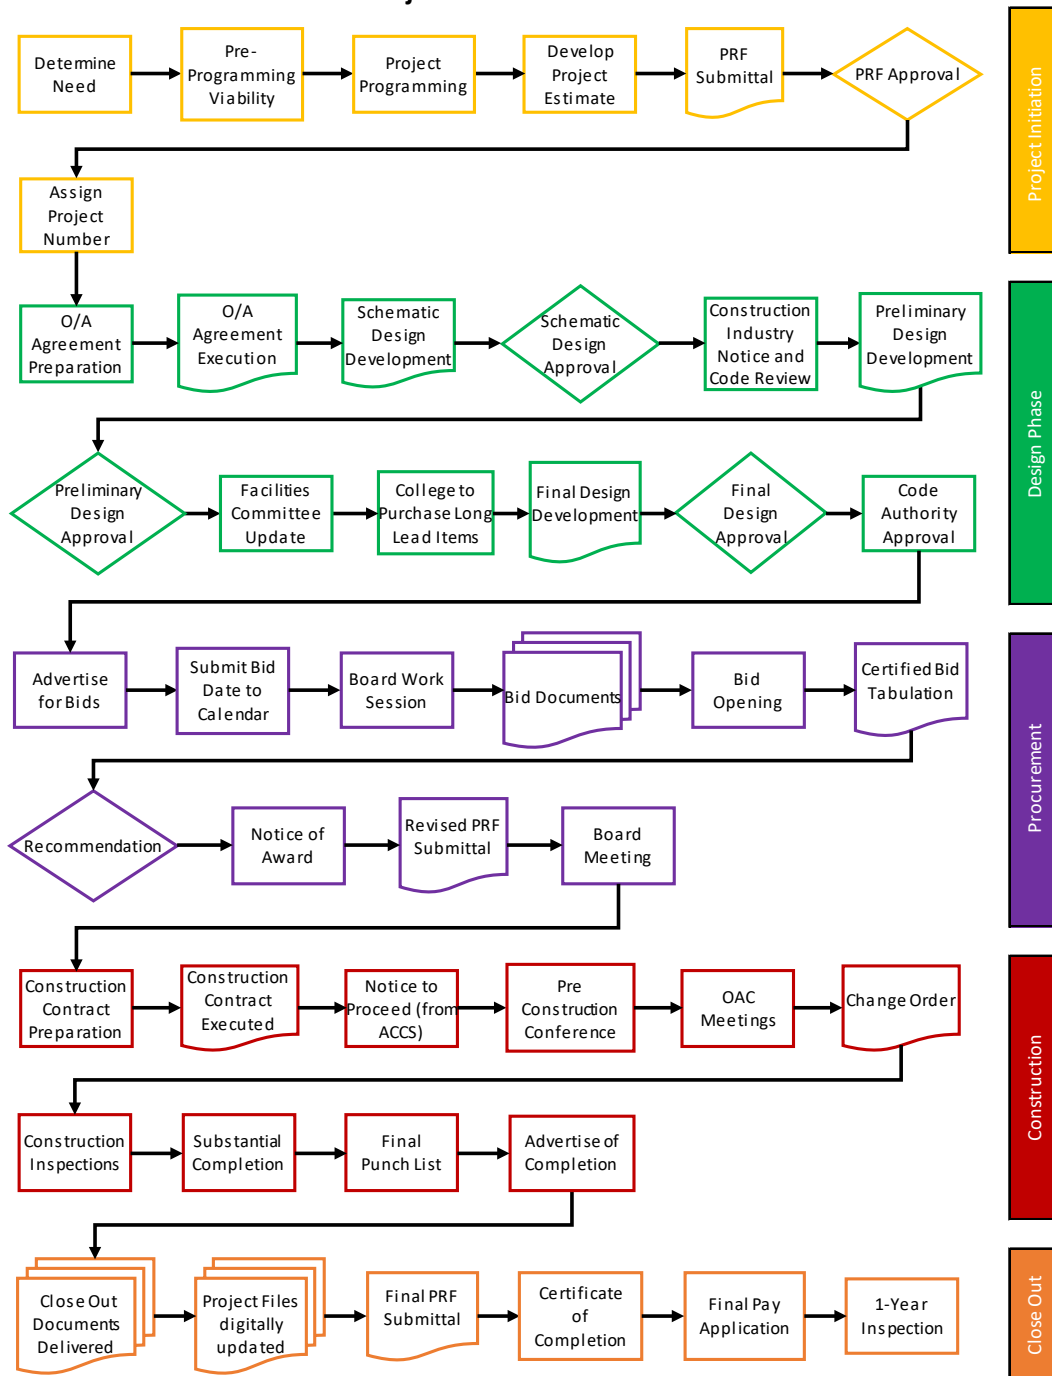 Determine
Need
Pre-
Programming
Viability
Project
Programming
Develop
Project
Estimate
PRF
Submittal
PRF Approval
Project Initiation
Assign
Project
Number
O/A
Agreement
Preparation
O/A
Agreement
Execution
Schematic
Design
Development
Schematic
Design
Approval
Construction
Industry
Notice and
Code Review
Preliminary
Design
Development
Design Phase
Preliminary
Design
Approval
Facilities
Committee
Update
College to
Purchase Long
Lead Items
Final Design
Development
Final
Design
Approval
Code
Authority
Approval
Advertise
for Bids
Submit Bid
Date to
Calendar
Board Work
Session
Bid Documents
Bid
Opening
Certified Bid
Tabulation
Procurement
Recommendation
Notice of
Award
Revised PRF
Submittal
Board
Meeting
Construction
Contract
Preparation
Construction
Contract
Executed
Notice to
Proceed (from
ACCS)
Pre
Construction
Conference
OAC
Meetings
Change Order
Construction
Construction
Inspections
Substantial
Completion
Final
Punch List
Advertise of
Completion
Close Out
Documents
Delivered
Project Files
digitally
updated
Final PRF
Submittal
Certificate
of
Completion
Final Pay
Application
1-Year
Inspection
Close Out